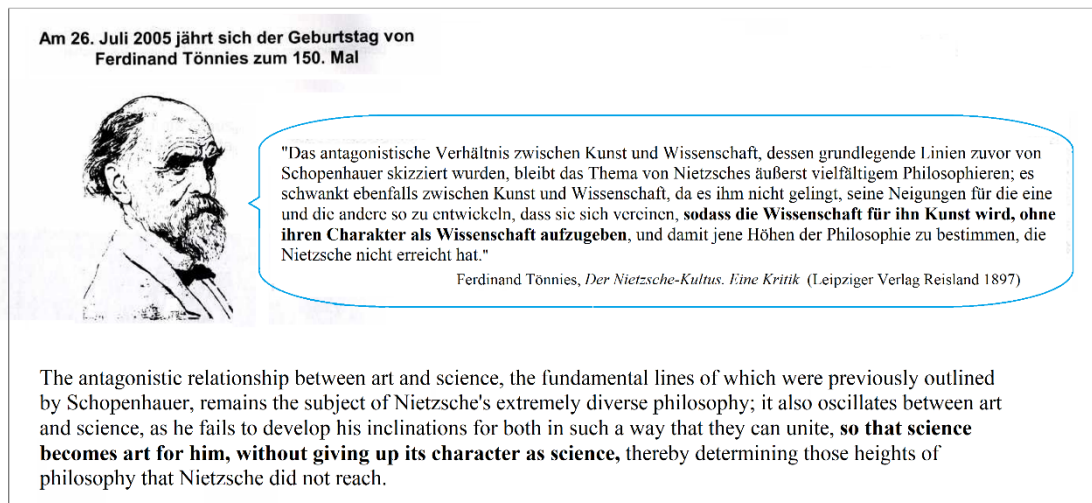 Am 26. Juli 2005 jährt sich der Geburtstag von
Ferdinand Tönnies zum 150. Mal
"Das antagonistische Verhältnis zwischen Kunst und Wissenschaft, dessen grundlegende Linien zuvor von
Schopenhauer skizziert wurden, bleibt das Thema von Nietzsches äußerst vielfältigem Philosophieren; es
schwankt ebenfalls zwischen Kunst und Wissenschaft, da es ihm nicht gelingt, seine Neigungen für die eine
und die andere so zu entwickeln, dass sie sich vereinen, sodass die Wissenschaft für ihn Kunst wird, ohne
ihren Charakter als Wissenschaft aufzugeben, und damit jene Höhen der Philosophie zu bestimmen, die
Nietzsche nicht erreicht hat."
Ferdinand Tönnies, Der Nietzsche-Kultus. Eine Kritik (Leipziger Verlag Reisland 1897)
The antagonistic relationship between art and science, the fundamental lines of which were previously outlined
by Schopenhauer, remains the subject of Nietzsche's extremely diverse philosophy; it also oscillates between art
and science, as he fails to develop his inclinations for both in such a way that they can unite, so that science
becomes art for him, without giving up its character as science, thereby determining those heights of
philosophy that Nietzsche did not reach.